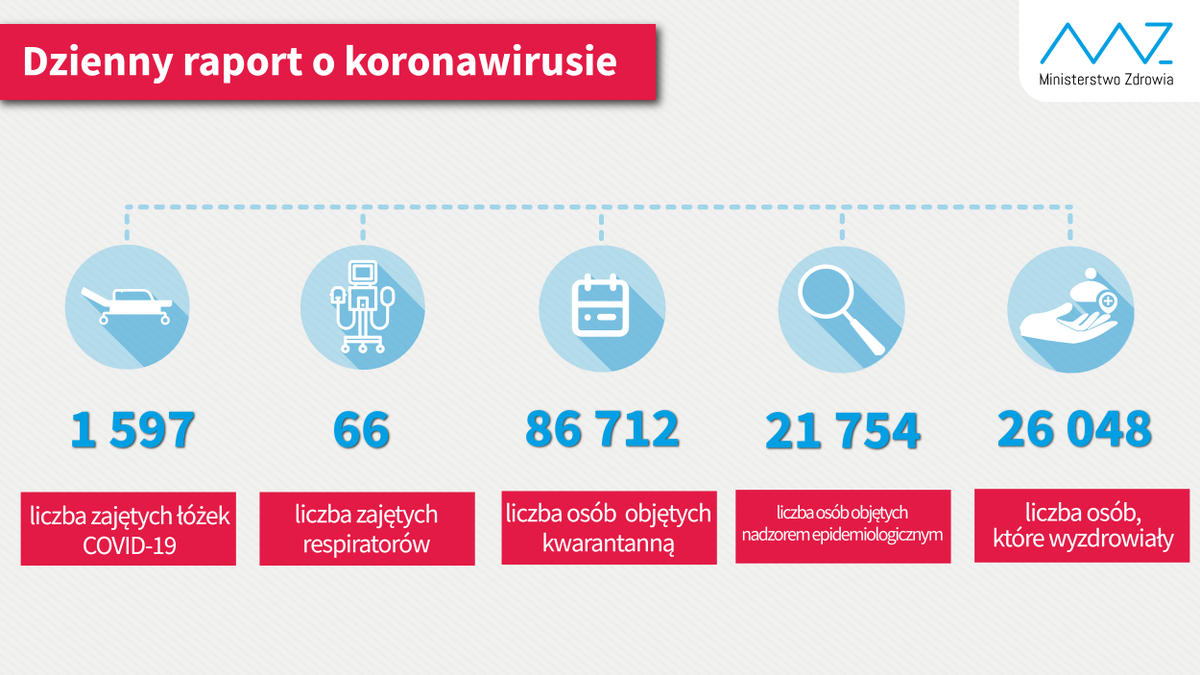 Dzienny raport o koronawirusie
Ministerstwo Zdrowia
1 597
66
86 712
21 754
26 048
liczba zajętych łóżek
COVID-19
liczba zajętych
respiratorów
liczba osób objętych
kwarantanną
liczba osób objętych
nadzorem epidemiologicznym
liczba osób,
które wyzdrowiały